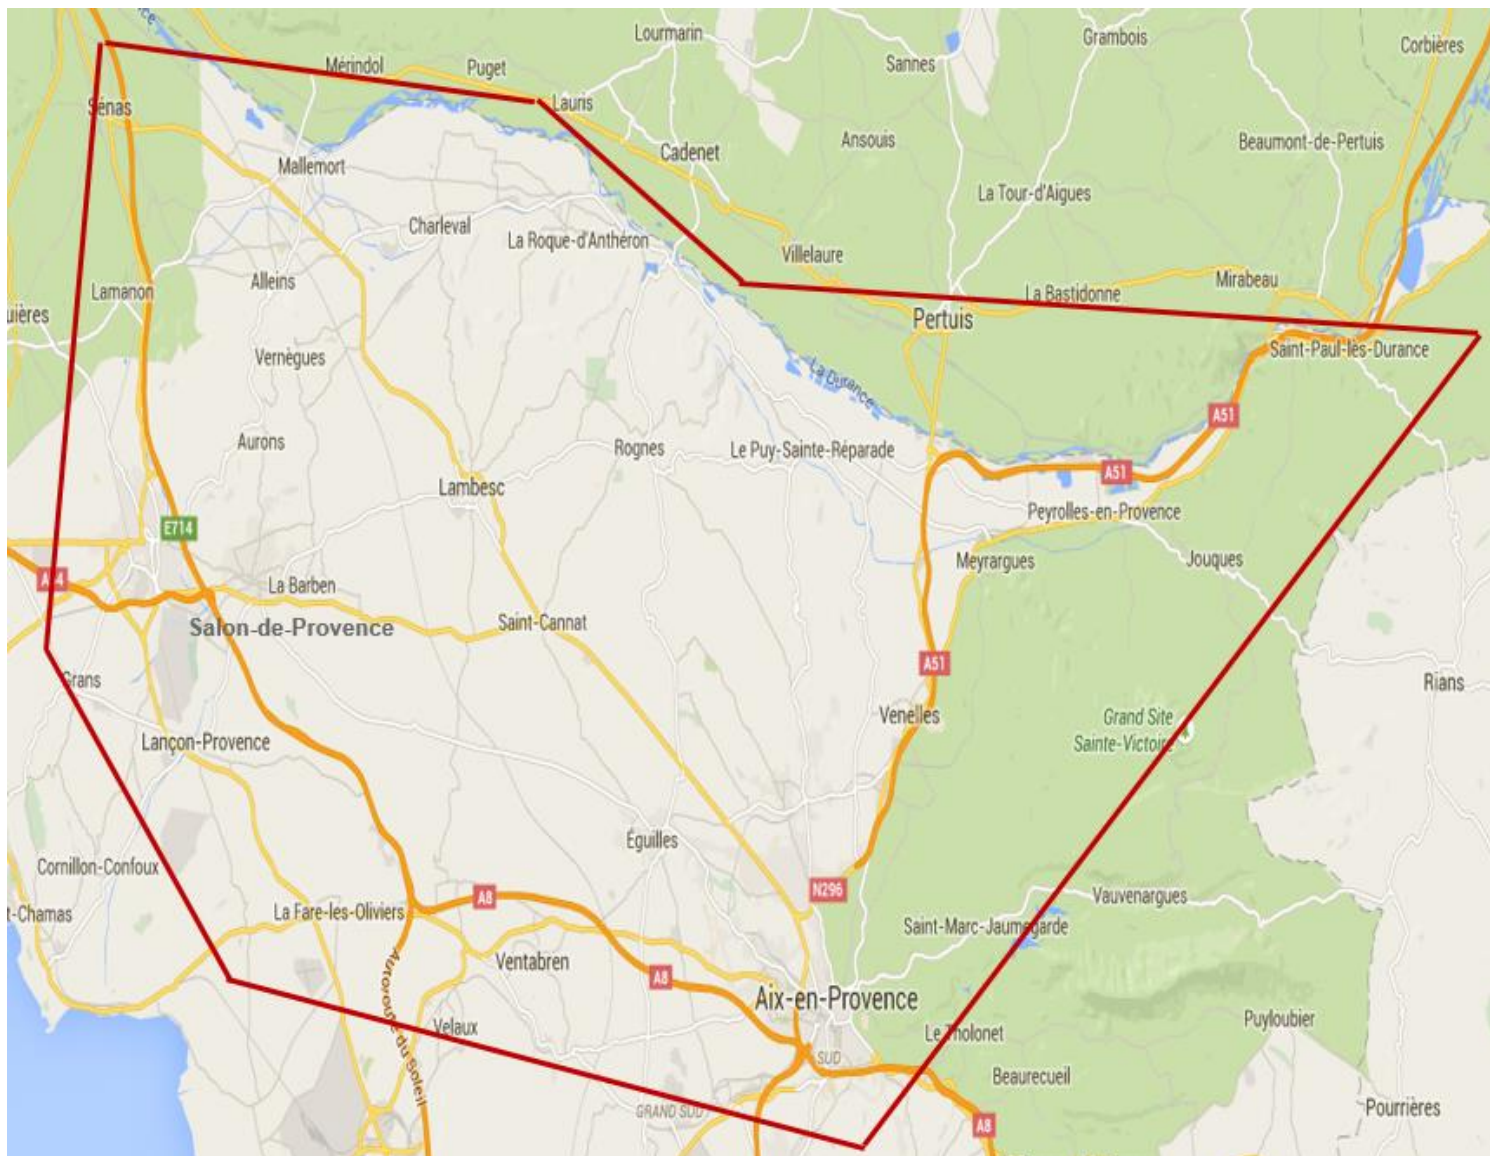 ce
Lourmarin
Grambois
Corbières
Mérindol
Puget
Sannes
Sénas
Lauris
Ansouis
Beaumont-de-Pertuis
Cadenet
Mallemort
La Tour-d'Aigues
Charleval
La Roque-d'Anthéron
Villelaure
Alleins
Mirabeau
Lamanon
La Bastidonne
uières
Pertuis
Saint-Paul-lès-Durance
Vernègues
La Durance
A51
Aurons
Rognes
Le Puy-Sainte-Réparade
A51
Lambesc
Peyrolles-en-Provence
E714
Meyrargues
Jouques
La Barben
Saint-Cannat
Salon-de-Provence
A51
Grans
Rians
Venelles
Grand Site
Sainte-Victoire
Lançon-Provence
Éguilles
Cornillon-Confoux
N296
Vauvenargues
A8
t-Chamas
La Fare-les-Oliviers
Saint-Marc-Jaumegarde
Ventabren
A8
Autoroute du Soleil
Aix-en-Provence
Velaux
Le Tholonet
Puyloubier
SUD
Beaurecueil
GRAND SUD
Pourrières
A8